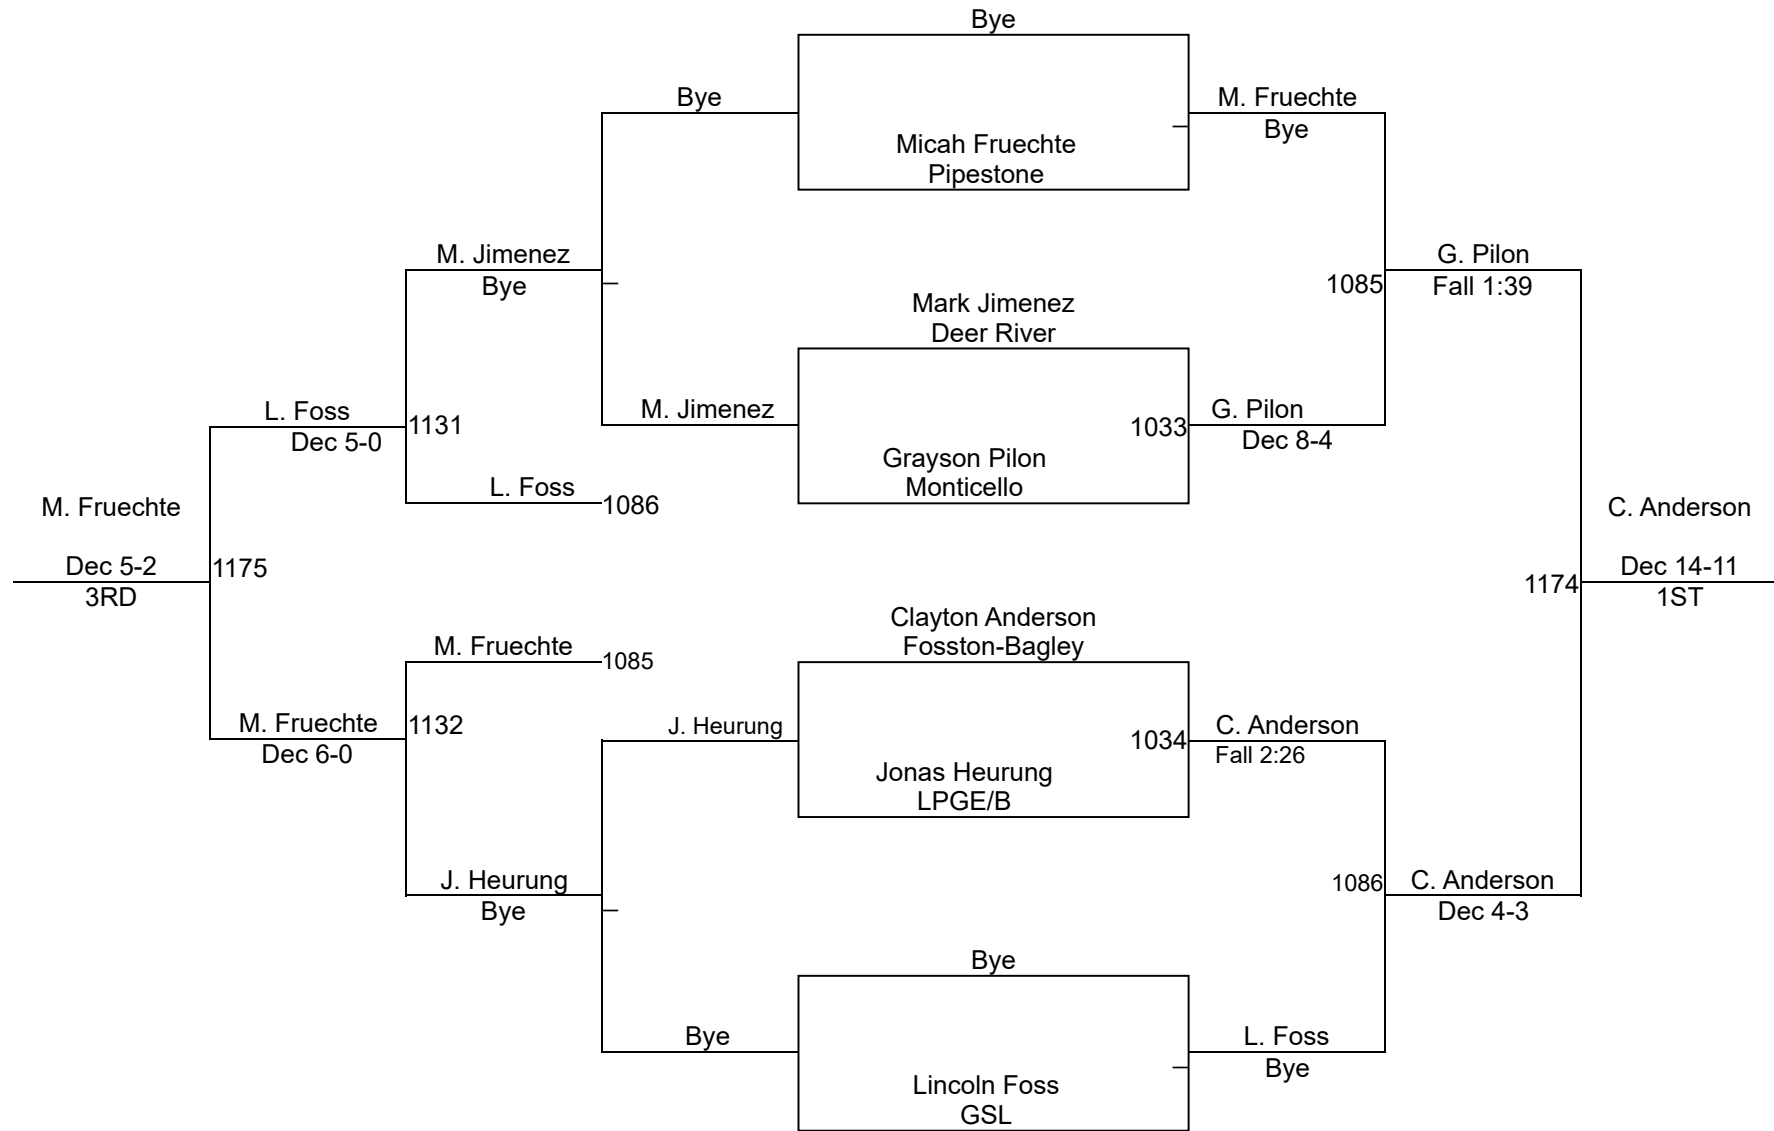 Bye
Bye
M. Fruechte
Bye
Micah Fruechte
Pipestone
M. Jimenez
Bye
G. Pilon
Fall 1:39
1085
Mark Jimenez
Deer River
M. Jimenez
G. Pilon
Dec 8-4
1033
L. Foss
Dec 5-0
1131
Grayson Pilon
Monticello
L. Foss
1086
M. Fruechte
Dec 5-2
3RD
1175
C. Anderson
Dec 14-11
1ST
1174
Clayton Anderson
Fosston-Bagley
M. Fruechte
1085
M. Fruechte
Dec 6-0
1132
J. Heurung
1034
C. Anderson
Fall 2:26
Jonas Heurung
LPGE/B
J. Heurung
Bye
1086
C. Anderson
Dec 4-3
Bye
Bye
L. Foss
Bye
Lincoln Foss
GSL